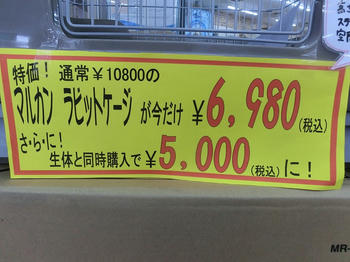 特価！ 通常￥10800の
マルカン ラビットケージ が今だけ ￥6,980(税込)
さ・ら・に！
生体と同時購入で￥5,000(税込)に！
MR-